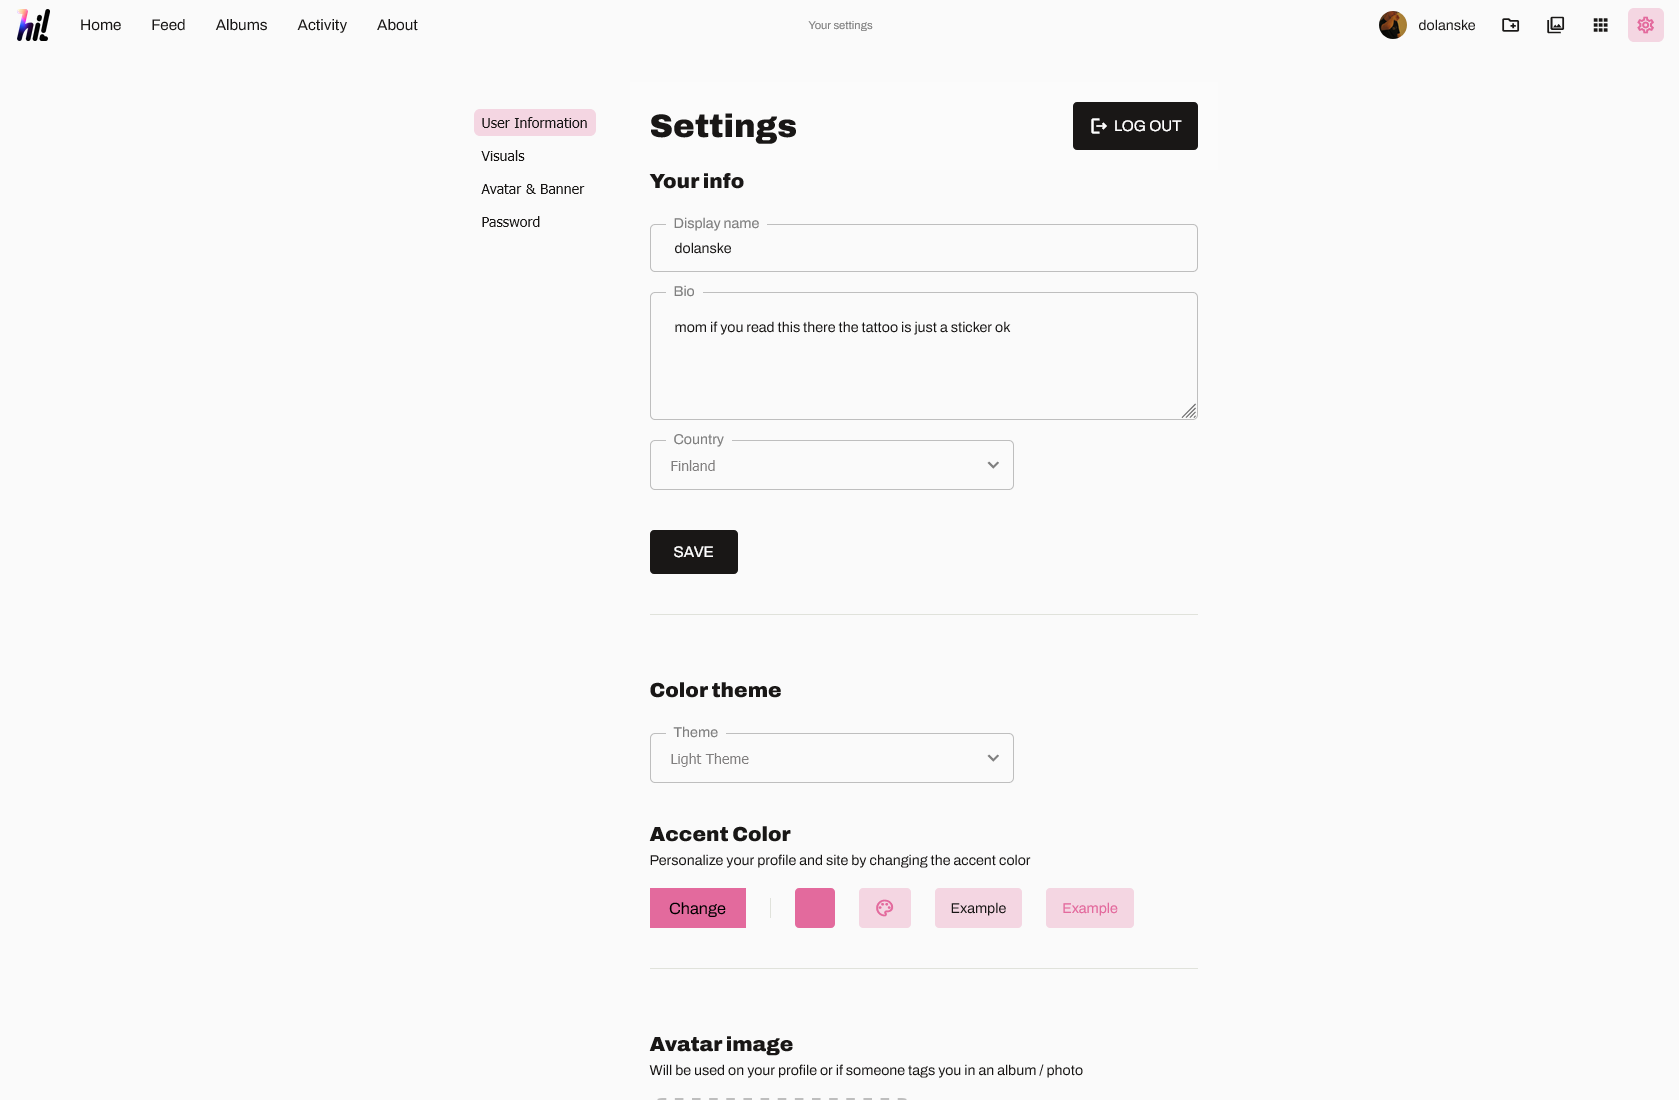 hi!
Home
Feed
Albums
Activity
About
Your settings
dolanske
User Information
Visuals
Avatar & Banner
Password
Settings
LOG OUT
Your info
Display name
dolanske
Bio
mom if you read this there the tattoo is just a sticker ok
Country
Finland
SAVE
Color theme
Theme
Light Theme
Accent Color
Personalize your profile and site by changing the accent color
Change
Example
Example
Avatar image
Will be used on your profile or if someone tags you in an album / photo